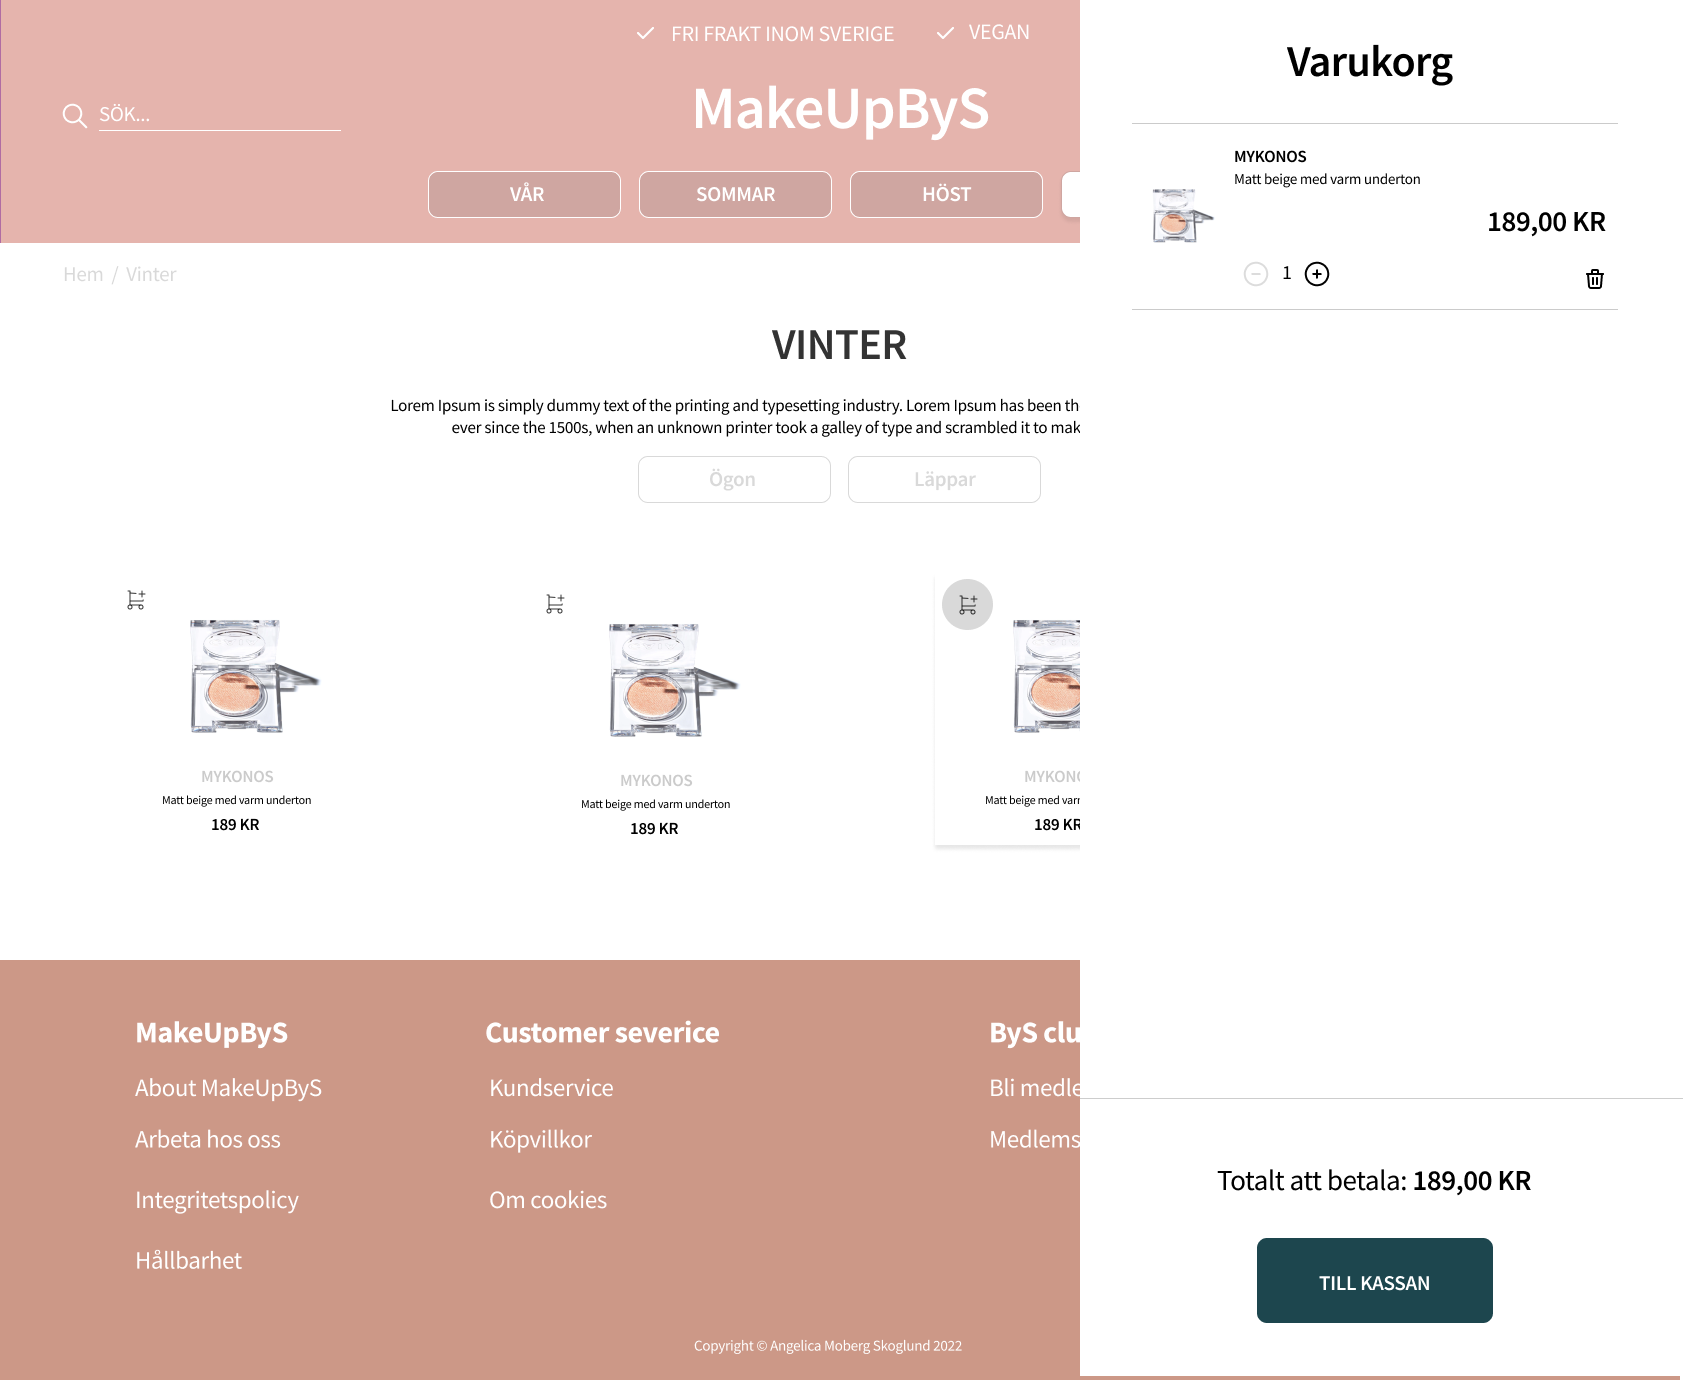 FRI FRAKT INOM SVERIGE
VEGAN
SÖK...
MakeUpByS
VÅR
SOMMAR
HÖST
Hem / Vinter
VINTER
Lorem Ipsum is simply dummy text of the printing and typesetting industry. Lorem Ipsum has been th
ever since the 1500s, when an unknown printer took a galley of type and scrambled it to mak
Ögon
Läppar
MYKONOS
Matt beige med varm underton
189 KR
MYKONOS
Matt beige med varm underton
189 KR
MYKONO
Matt beige med varm
189 KR
MakeUpByS
About MakeUpByS
Arbeta hos oss
Integritetspolicy
Hållbarhet
Customer severice
Kundservice
Köpvillkor
Om cookies
ByS clu
Bli medle
Medlems
Copyright © Angelica Moberg Skoglund 2022
Varukorg
MYKONOS
Matt beige med varm underton
189,00 KR
1
Totalt att betala: 189,00 KR
TILL KASSAN